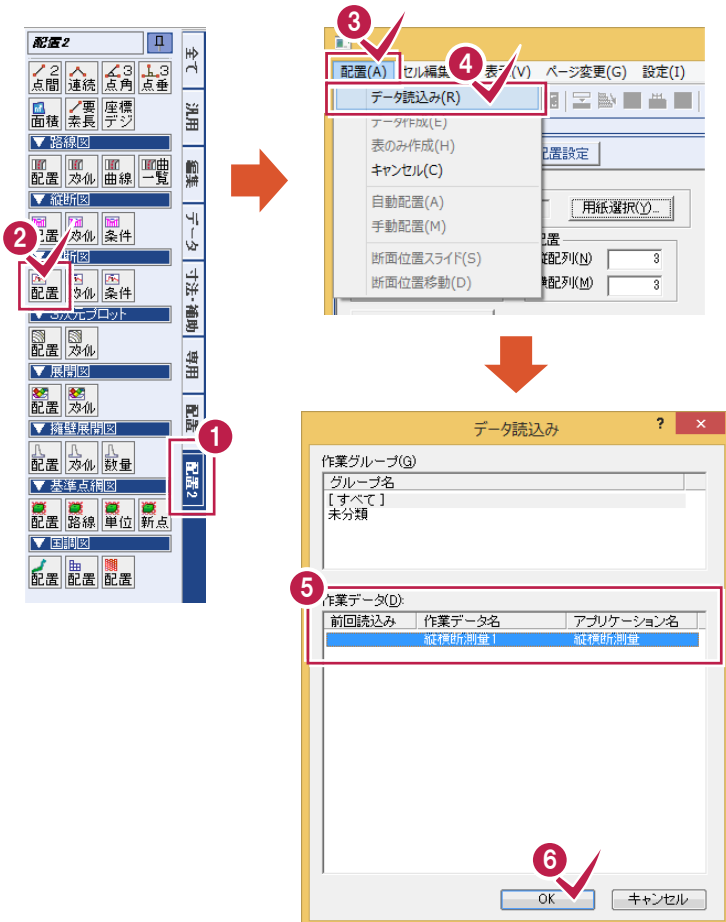 配置2
2 3 3
点間 連続 点角 点垂
要 座標
面積 素長 デジ
▼ 路線図
曲
配置 スタイル 曲線 一覧
▼ 縦断図
配置 スタイル 条件
断図
配置 スタイル 条件
▼ 3次元プロット
配置 スタイル
▼ 展開図
配置 スタイル
▼ 擁壁展開図
配置 スタイル 数量
▼ 基準点網図
配置 路線 単位 新点
▼ 国調図
配置 配置 配置
全て
汎用
編集
データ
寸法・補助
専用
配置
配置2
1
2
3
4
配置(A) セル編集 表示(V) ページ変更(G) 設定(I)
データ読込み(R)
データ作成(E)
表のみ作成(H)
キャンセル(C)
自動配置(A)
手動配置(M)
断面位置スライド(S)
断面位置移動(D)
配置設定
用紙選択(Y)...
配置
縦配列(N) 3
横配列(M) 3
データ読込み
? ×
作業グループ(G)
グループ名
[すべて]
未分類
5
作業データ(D):
前回読込み 作業データ名 アプリケーション名
縦横断測量1 縦横断測量
6
OK キャンセル